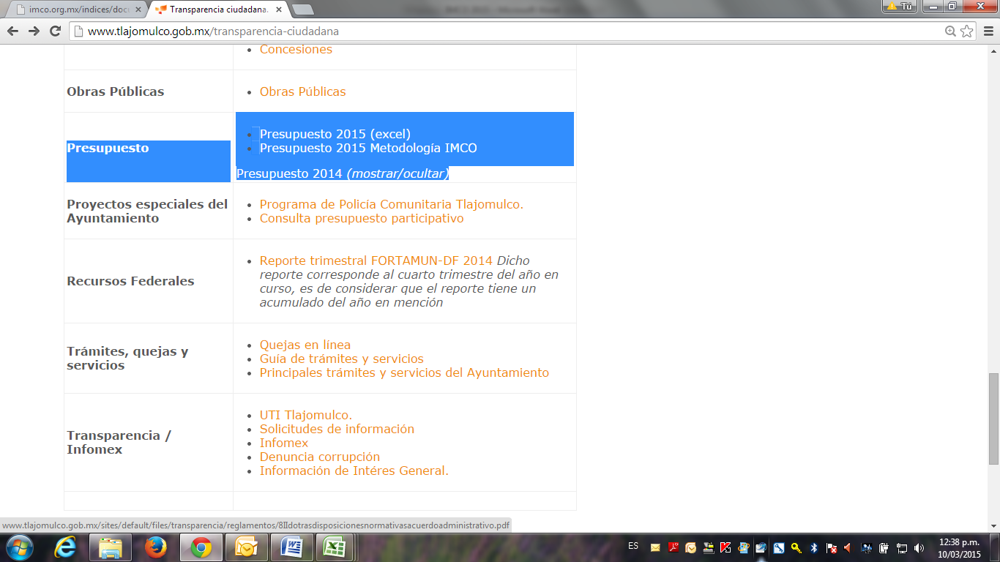 imco.org.mx/indices/doc
Transparencia ciudadana.
Tú
www.tlajomulco.gob.mx/transparencia-ciudadana
Concesiones
Obras Públicas
Obras Públicas
Presupuesto
Presupuesto 2015 (excel)
Presupuesto 2015 Metodología IMCO
Presupuesto 2014 (mostrar/ocultar)
Proyectos especiales del
Ayuntamiento
Programa de Policía Comunitaria Tlajomulco.
Consulta presupuesto participativo
Recursos Federales
Reporte trimestral FORTAMUN-DF 2014 Dicho
reporte corresponde al cuarto trimestre del año en
curso, es de considerar que el reporte tiene un
acumulado del año en mención
Trámites, quejas y
servicios
Quejas en línea
Guía de trámites y servicios
Principales trámites y servicios del Ayuntamiento
Transparencia /
Infomex
UTI Tlajomulco.
Solicitudes de información
Infomex
Denuncia corrupción
Información de Intéres General.
www.tlajomulco.gob.mx/sites/default/files/transparencia/reglamentos/8IIdotrasdisposicionesnormativasacuerdoadministrativo.pdf
ES
12:38 p.m.
10/03/2015